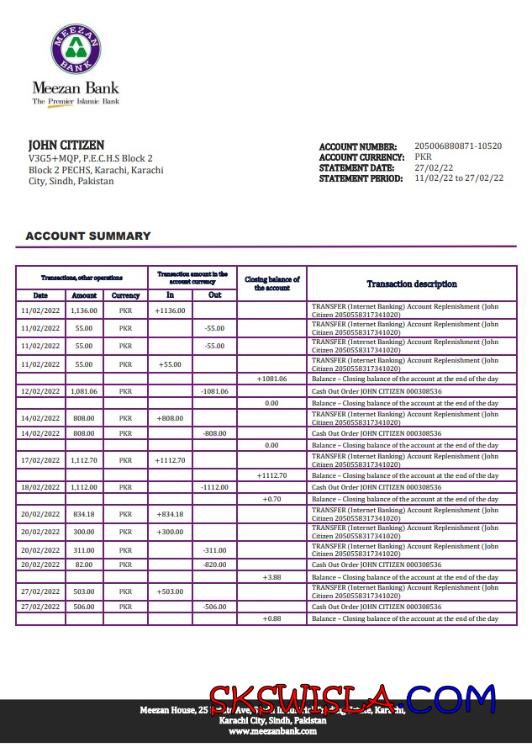 MEEZAN
BANK
Meezan Bank
The Premier Islamic Bank
JOHN CITIZEN
V3G5+MQP, P.E.C.H.S Block 2
Block 2 PECHS, Karachi, Karachi
City, Sindh, Pakistan
ACCOUNT NUMBER: 205006880871-10520
ACCOUNT CURRENCY: PKR
STATEMENT DATE: 27/02/22
STATEMENT PERIOD: 11/02/22 to 27/02/22
ACCOUNT SUMMARY
Transactions, other operations
Transaction amount in the
account currency
Closing balance of
the account
Transaction description
Date Amount Currency In Out
11/02/2022 1,136.00 PKR +1136.00 TRANSFER (Internet Banking) Account Replenishment (John
Citizen 2050558317341020)
11/02/2022 55.00 PKR -55.00 TRANSFER (Internet Banking) Account Replenishment (John
Citizen 2050558317341020)
11/02/2022 55.00 PKR -55.00 TRANSFER (Internet Banking) Account Replenishment (John
Citizen 2050558317341020)
11/02/2022 55.00 PKR +55.00 TRANSFER (Internet Banking) Account Replenishment (John
Citizen 2050558317341020)
+1081.06 Balance – Closing balance of the account at the end of the day
12/02/2022 1,081.06 PKR -1081.06 Cash Out Order JOHN CITIZEN 000308536
0.00 Balance – Closing balance of the account at the end of the day
14/02/2022 808.00 PKR +808.00 TRANSFER (Internet Banking) Account Replenishment (John
Citizen 2050558317341020)
14/02/2022 808.00 PKR -808.00 Cash Out Order JOHN CITIZEN 000308536
0.00 Balance – Closing balance of the account at the end of the day
17/02/2022 1,112.70 PKR +1112.70 TRANSFER (Internet Banking) Account Replenishment (John
Citizen 2050558317341020)
+1112.70 Balance – Closing balance of the account at the end of the day
18/02/2022 1,112.00 PKR -1112.00 Cash Out Order JOHN CITIZEN 000308536
+0.70 Balance – Closing balance of the account at the end of the day
20/02/2022 834.18 PKR +834.18 TRANSFER (Internet Banking) Account Replenishment (John
Citizen 2050558317341020)
20/02/2022 300.00 PKR +300.00 TRANSFER (Internet Banking) Account Replenishment (John
Citizen 2050558317341020)
20/02/2022 311.00 PKR -311.00 TRANSFER (Internet Banking) Account Replenishment (John
Citizen 2050558317341020)
20/02/2022 82.00 PKR -820.00 Cash Out Order JOHN CITIZEN 000308536
+3.88 Balance – Closing balance of the account at the end of the day
27/02/2022 503.00 PKR +503.00 TRANSFER (Internet Banking) Account Replenishment (John
Citizen 2050558317341020)
27/02/2022 506.00 PKR -506.00 Cash Out Order JOHN CITIZEN 000308536
+0.88 Balance – Closing balance of the account at the end of the day
SKSWISLA.COM
Meezan House, Karachi,
Karachi City, Sindh, Pakistan
www.meezanbank.com